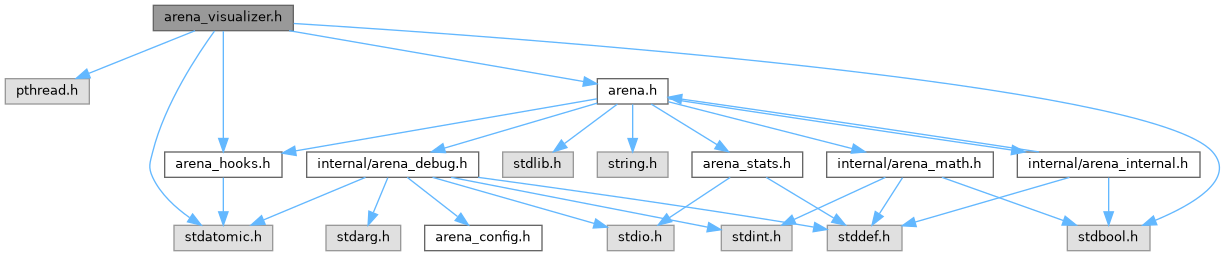 arena_visualizer.h
pthread.h
arena.h
arena_hooks.h
internal/arena_debug.h
stdlib.h
string.h
arena_stats.h
internal/arena_math.h
internal/arena_internal.h
stdatomic.h
stdarg.h
arena_config.h
stdio.h
stdint.h
stddef.h
stdbool.h